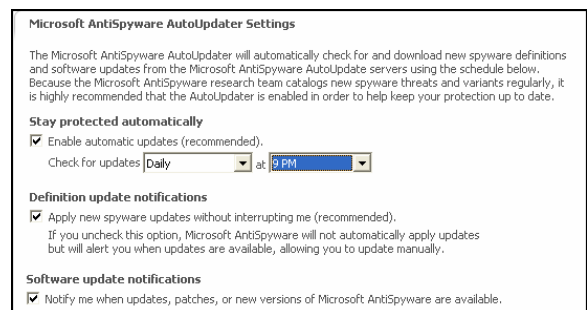 Microsoft AntiSpyware AutoUpdater Settings
The Microsoft AntiSpyware AutoUpdater will automatically check for and download new spyware definitions
and software updates from the Microsoft AntiSpyware AutoUpdate servers using the schedule below.
Because the Microsoft AntiSpyware research team catalogs new spyware threats and variants regularly, it
is highly recommended that the AutoUpdater is enabled in order to help keep your protection up to date.
Stay protected automatically
Enable automatic updates (recommended).
Check for updates Daily at 9 PM
Definition update notifications
Apply new spyware updates without interrupting me (recommended).
If you uncheck this option, Microsoft AntiSpyware will not automatically apply updates
but will alert you when updates are available, allowing you to update manually.
Software update notifications
Notify me when updates, patches, or new versions of Microsoft AntiSpyware are available.